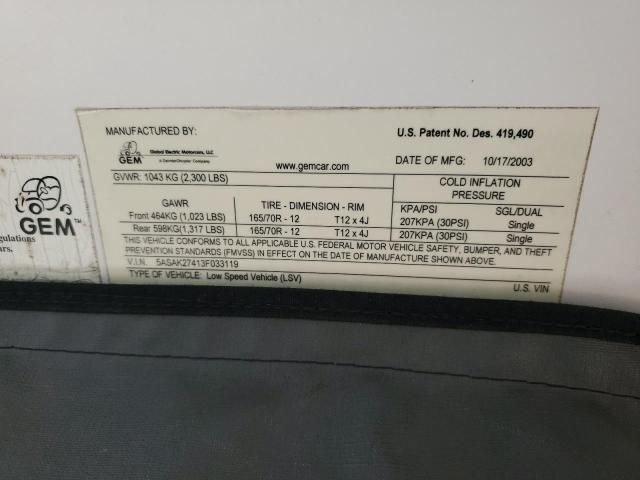 MANUFACTURED BY:
U.S. Patent No. Des. 419,490
GEM
Global Electric Motorcars, LLC
A DaimlerChrysler Company
www.gemcar.com
DATE OF MFG: 10/17/2003
GVWR: 1043 KG (2,300 LBS)
COLD INFLATION
PRESSURE
GAWR
TIRE - DIMENSION - RIM
KPA/PSI
SGL/DUAL
Front 464KG (1,023 LBS)
165/70R - 12
T12 x 4J
207KPA (30PSI)
Single
Rear 598KG(1,317 LBS)
165/70R - 12
T12 x 4J
207KPA (30PSI)
Single
THIS VEHICLE CONFORMS TO ALL APPLICABLE U.S. FEDERAL MOTOR VEHICLE SAFETY, BUMPER, AND THEFT
PREVENTION STANDARDS (FMVSS) IN EFFECT ON THE DATE OF MANUFACTURE SHOWN ABOVE.
V.I.N. 5ASAK27413F033119
TYPE OF VEHICLE: Low Speed Vehicle (LSV)
U.S. VIN
GEM™
gulations
rs.